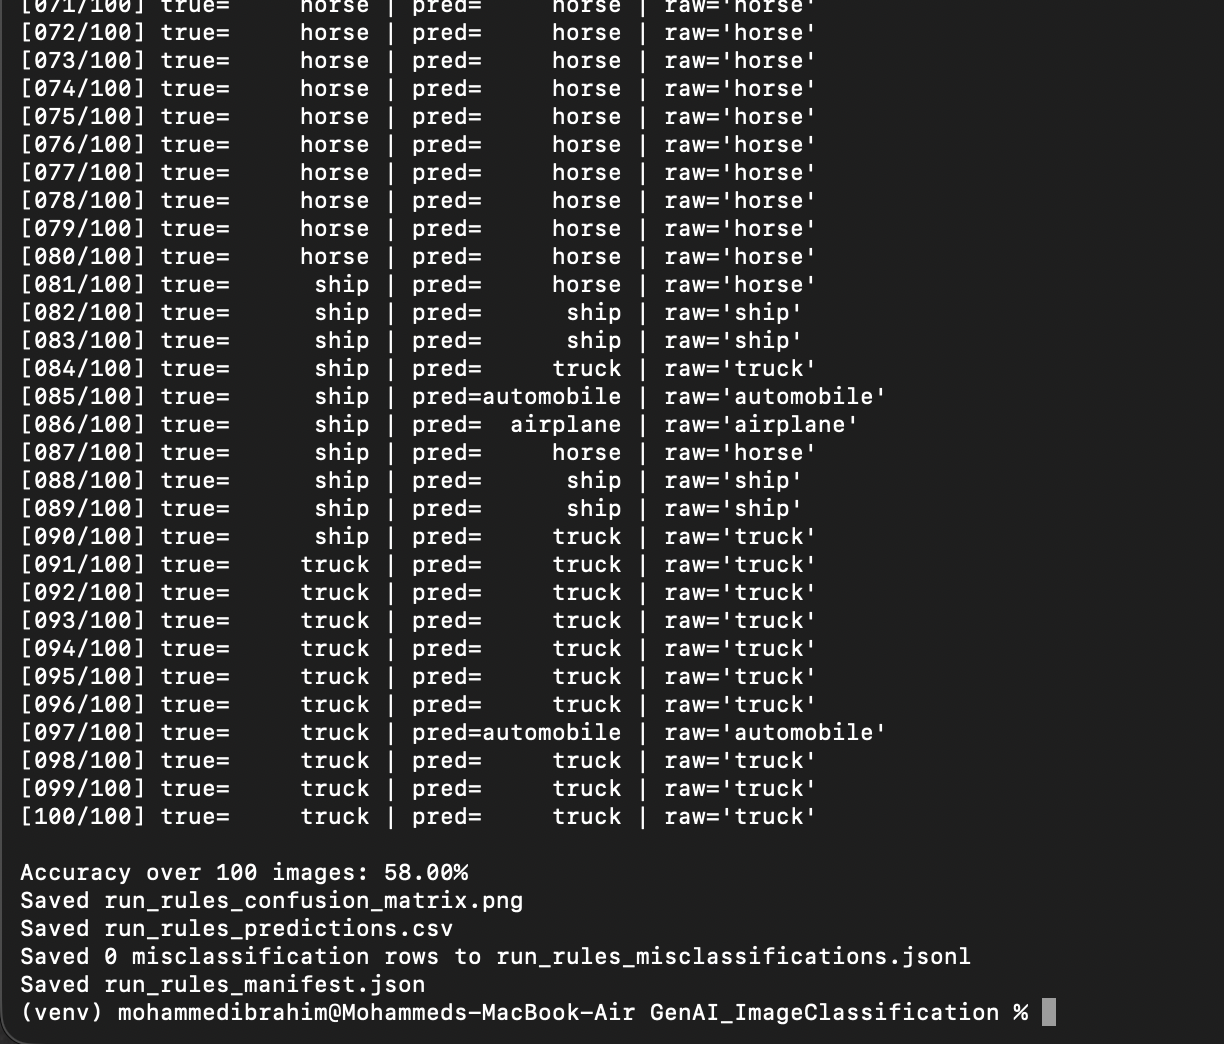 [071/100] true=     horse | pred=     horse | raw='horse'
[072/100] true=     horse | pred=     horse | raw='horse'
[073/100] true=     horse | pred=     horse | raw='horse'
[074/100] true=     horse | pred=     horse | raw='horse'
[075/100] true=     horse | pred=     horse | raw='horse'
[076/100] true=     horse | pred=     horse | raw='horse'
[077/100] true=     horse | pred=     horse | raw='horse'
[078/100] true=     horse | pred=     horse | raw='horse'
[079/100] true=     horse | pred=     horse | raw='horse'
[080/100] true=     horse | pred=     horse | raw='horse'
[081/100] true=      ship | pred=     horse | raw='horse'
[082/100] true=      ship | pred=      ship | raw='ship'
[083/100] true=      ship | pred=      ship | raw='ship'
[084/100] true=      ship | pred=     truck | raw='truck'
[085/100] true=      ship | pred=automobile | raw='automobile'
[086/100] true=      ship | pred=  airplane | raw='airplane'
[087/100] true=      ship | pred=     horse | raw='horse'
[088/100] true=      ship | pred=      ship | raw='ship'
[089/100] true=      ship | pred=      ship | raw='ship'
[090/100] true=      ship | pred=     truck | raw='truck'
[091/100] true=     truck | pred=     truck | raw='truck'
[092/100] true=     truck | pred=     truck | raw='truck'
[093/100] true=     truck | pred=     truck | raw='truck'
[094/100] true=     truck | pred=     truck | raw='truck'
[095/100] true=     truck | pred=     truck | raw='truck'
[096/100] true=     truck | pred=     truck | raw='truck'
[097/100] true=     truck | pred=automobile | raw='automobile'
[098/100] true=     truck | pred=     truck | raw='truck'
[099/100] true=     truck | pred=     truck | raw='truck'
[100/100] true=     truck | pred=     truck | raw='truck'
Accuracy over 100 images: 58.00%
Saved run_rules_confusion_matrix.png
Saved run_rules_predictions.csv
Saved 0 misclassification rows to run_rules_misclassifications.jsonl
Saved run_rules_manifest.json
(venv) mohammedibrahim@Mohammeds-MacBook-Air GenAI_ImageClassification %